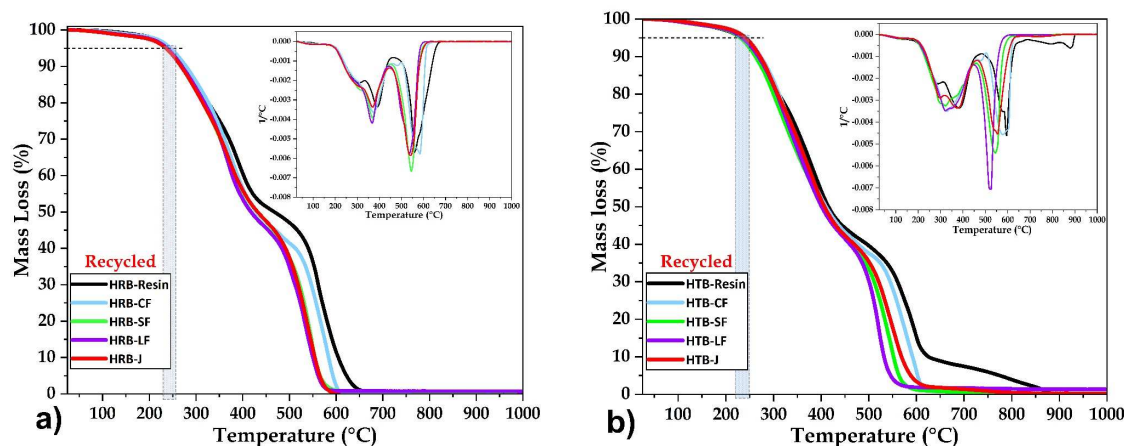 100
90
80
70
60
50
40
30
20
10
0
Mass Loss (%)
100 200 300 400 500 600 700 800 900 1000
Temperature (°C)
Recycled
HRB-Resin
HRB-CF
HRB-SF
HRB-LF
HRB-J
0.000
-0.001
-0.002
-0.003
-0.004
-0.005
-0.006
-0.007
-0.008
1/°C
100 200 300 400 500 600 700 800 900 1000
Temperature (°C)
a)
100
90
80
70
60
50
40
30
20
10
0
Mass loss (%)
100 200 300 400 500 600 700 800 900 1000
Temperature (°C)
Recycled
HTB-Resin
HTB-CF
HTB-SF
HTB-LF
HTB-J
0.000
-0.001
-0.002
-0.003
-0.004
-0.005
-0.006
-0.007
-0.008
1/°C
100 200 300 400 500 600 700 800 900 1000
Temperature (°C)
b)